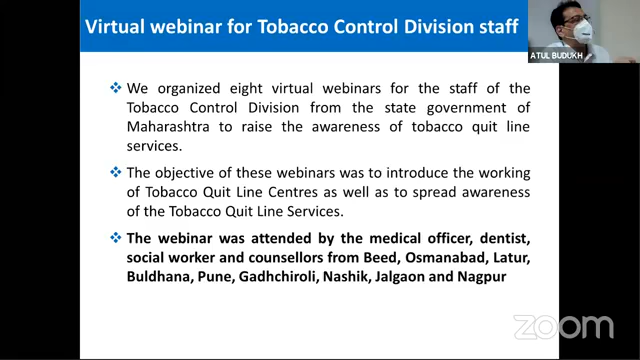 Virtual webinar for Tobacco Control Division staff
ATUL BUDUKH
❖ We organized eight virtual webinars for the staff of the
Tobacco Control Division from the state government of
Maharashtra to raise the awareness of tobacco quit line
services.
❖ The objective of these webinars was to introduce the working
of Tobacco Quit Line Centres as well as to spread awareness
of the Tobacco Quit Line Services.
❖ The webinar was attended by the medical officer, dentist,
social worker and counsellors from Beed, Osmanabad, Latur,
Buldhana, Pune, Gadhchiroli, Nashik, Jalgaon and Nagpur
zoom